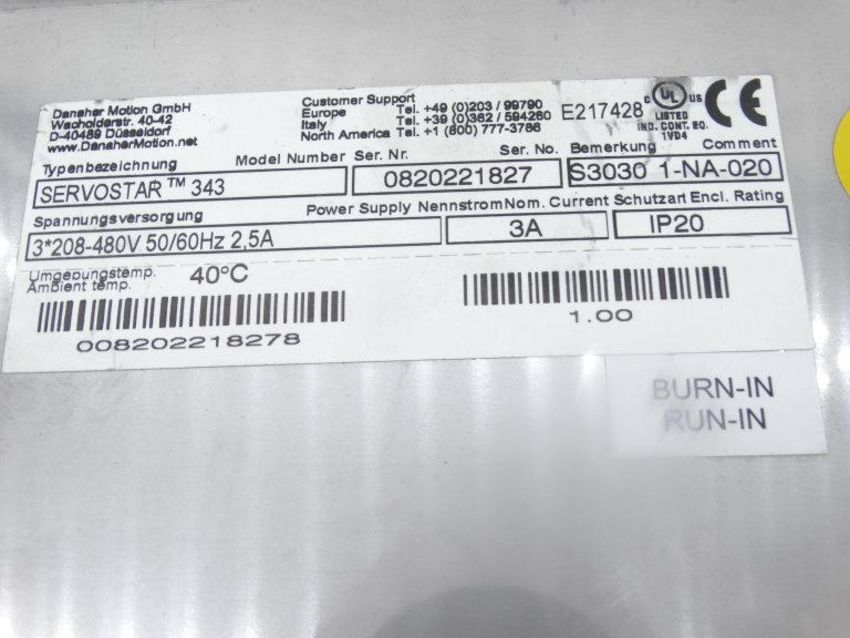 Danaher Motion GmbH
Wacholderstr. 40-42
D-40489 Düsseldorf
www.DanaherMotion.net
Customer Support
Europe Tel. +49 (0)203 / 99790
Italy Tel. +39 (0)362 / 594260
North America Tel. +1 (800) 777-3786
E217428
C UL US
LISTED
IND. CONT. EQ.
1VD4
CE
Typenbezeichnung Model Number
SERVOSTAR™ 343
Ser. Nr. Ser. No.
0820221827
Bemerkung Comment
S3030 1-NA-020
Spannungsversorgung Power Supply
3*208-480V 50/60Hz 2,5A
Nennstrom Nom. Current
3A
Schutzart Encl. Rating
IP20
Umgebungstemp.
Ambient temp.
40°C
008202218278
1.00
BURN-IN
RUN-IN